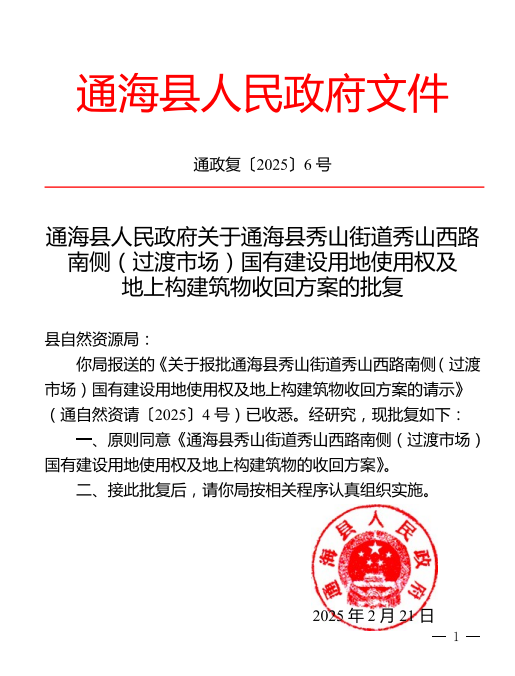 通海县人民政府文件
通政复〔2025〕6 号
通海县人民政府关于通海县秀山街道秀山西路
南侧（过渡市场）国有建设用地使用权及
地上构建筑物收回方案的批复
县自然资源局：
你局报送的《关于报批通海县秀山街道秀山西路南侧（过渡
市场）国有建设用地使用权及地上构建筑物收回方案的请示》
（通自然资请〔2025〕4 号）已收悉。经研究，现批复如下：
一、原则同意《通海县秀山街道秀山西路南侧（过渡市场）
国有建设用地使用权及地上构建筑物的收回方案》。
二、接此批复后，请你局按相关程序认真组织实施。
通海县人民政府
2025 年 2 月 21 日
— 1